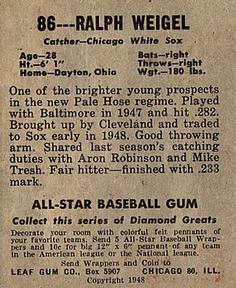 86---RALPH WEIGEL
Catcher—Chicago White Sox
Age—28 Bats—right
Ht.—6' 1" Throws—right
Home—Dayton, Ohio Wgt.—180 lbs.
One of the brighter young prospects
in the new Pale Hose regime. Played
with Baltimore in 1947 and hit .282.
Brought up by Cleveland and traded
to Sox early in 1948. Good throwing
arm. Shared last season's catching
duties with Aron Robinson and Mike
Tresh. Fair hitter—finished with .233
mark.
ALL-STAR BASEBALL GUM
Collect this series of Diamond Greats
Decorate your room with colorful felt pennants
of your favorite teams. Send 5 All-Star Baseball Wrap-
pers and 10c for big 12" x 6" pennant of any team
in the American league or the National league.
Send Wrappers and Coin to
LEAF GUM CO., Box 5907 CHICAGO 80, ILL.
Copyright 1948